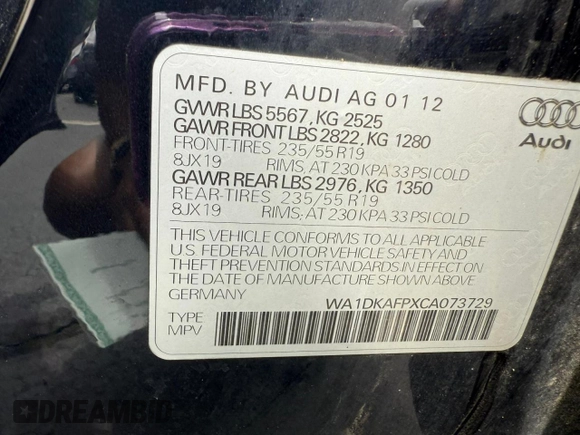 MFD. BY AUDI AG 01 12
GVWR LBS 5567, KG 2525
GAWR FRONT LBS 2822, KG 1280
FRONT-TIRES 235/55 R19
8JX19 RIMS, AT 230 KPA 33 PSI COLD
GAWR REAR LBS 2976, KG 1350
REAR-TIRES 235/55 R19
8JX19 RIMS, AT 230 KPA 33 PSI COLD
Audi
THIS VEHICLE CONFORMS TO ALL APPLICABLE
U.S. FEDERAL MOTOR VEHICLE SAFETY AND
THEFT PREVENTION STANDARDS IN EFFECT ON
THE DATE OF MANUFACTURE SHOWN ABOVE
GERMANY WA1DKAFPXCA073729
TYPE
MPV
DREAMBID